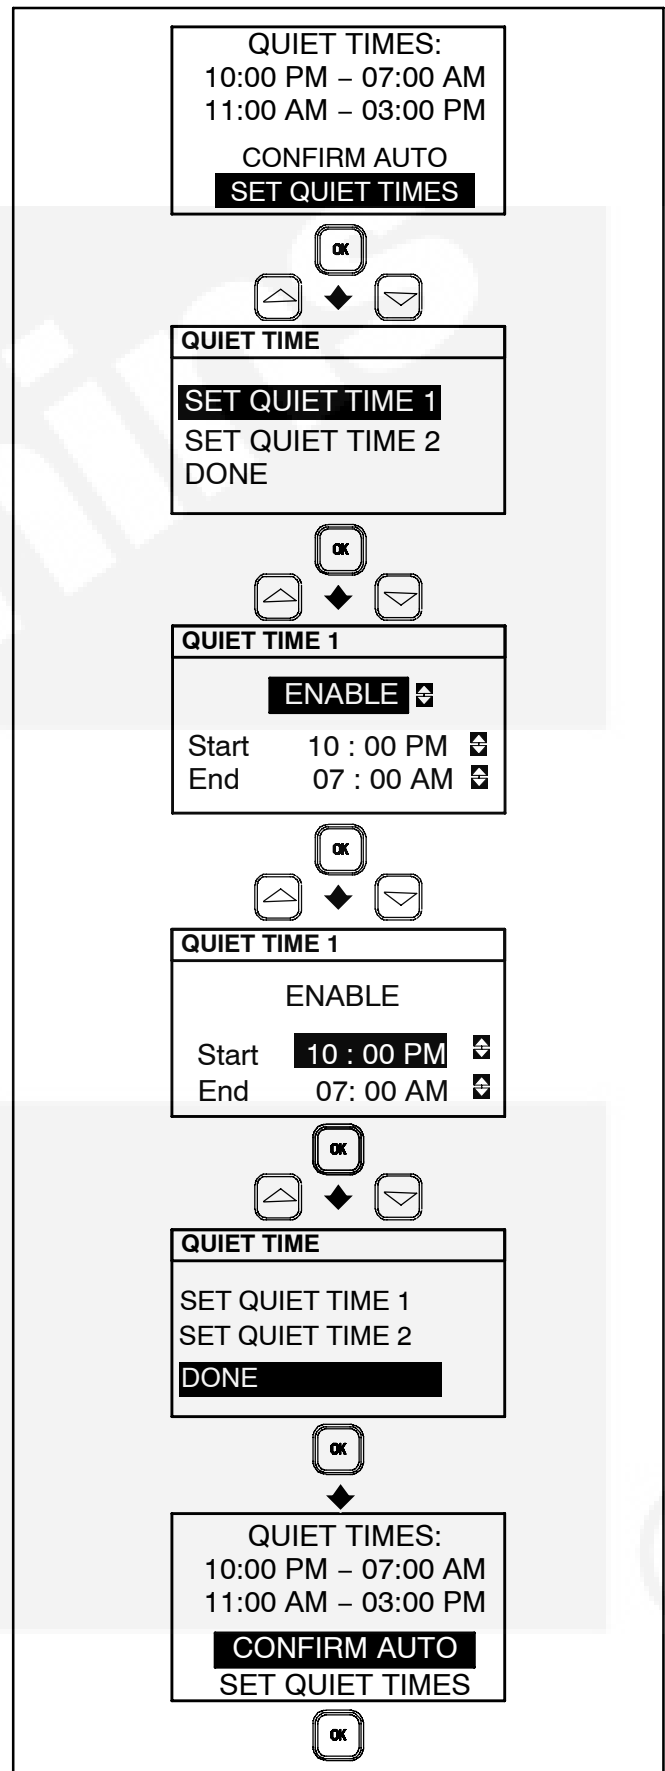 QUIET TIMES:
10:00 PM – 07:00 AM
11:00 AM – 03:00 PM
CONFIRM AUTO
SET QUIET TIMES
OK
QUIET TIME
SET QUIET TIME 1
SET QUIET TIME 2
DONE
OK
QUIET TIME 1
ENABLE
Start 10 : 00 PM
End 07 : 00 AM
OK
QUIET TIME 1
ENABLE
Start 10 : 00 PM
End 07: 00 AM
OK
QUIET TIME
SET QUIET TIME 1
SET QUIET TIME 2
DONE
OK
QUIET TIMES:
10:00 PM – 07:00 AM
11:00 AM – 03:00 PM
CONFIRM AUTO
SET QUIET TIMES
OK